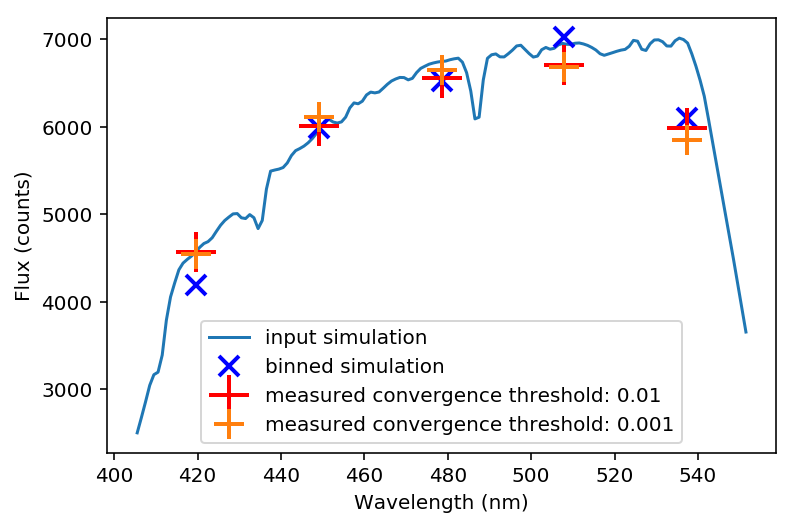 7000
6000
5000
4000
3000
Flux (counts)
input simulation
binned simulation
measured convergence threshold: 0.01
measured convergence threshold: 0.001
400 420 440 460 480 500 520 540
Wavelength (nm)